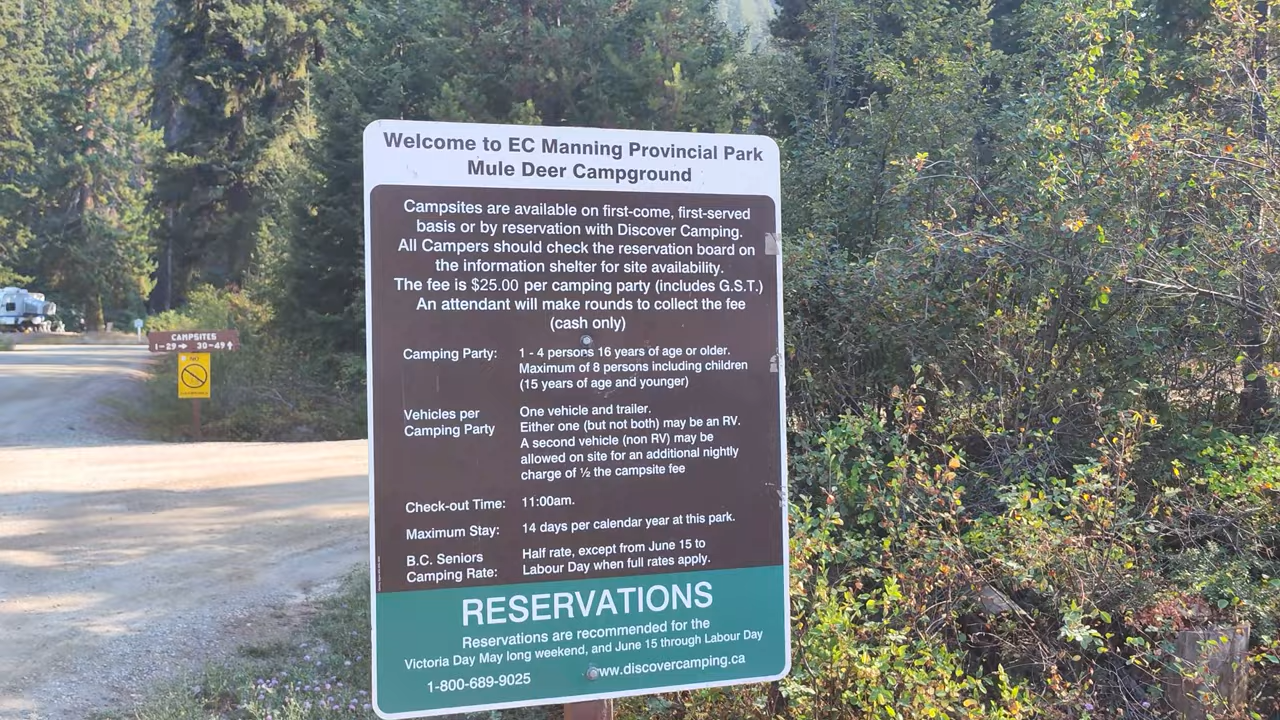 Welcome to EC Manning Provincial Park
Mule Deer Campground
Campsites are available on first-come, first-served
basis or by reservation with Discover Camping.
All Campers should check the reservation board on
the information shelter for site availability.
The fee is $25.00 per camping party (includes G.S.T.)
An attendant will make rounds to collect the fee
(cash only)
Camping Party: 1 - 4 persons 16 years of age or older.
Maximum of 8 persons including children
(15 years of age and younger)
Vehicles per One vehicle and trailer.
Camping Party Either one (but not both) may be an RV.
A second vehicle (non RV) may be
allowed on site for an additional nightly
charge of ½ the campsite fee
Check-out Time: 11:00am.
Maximum Stay: 14 days per calendar year at this park.
B.C. Seniors Half rate, except from June 15 to
Camping Rate: Labour Day when full rates apply.
RESERVATIONS
Reservations are recommended for the
Victoria Day May long weekend, and June 15 through Labour Day
1-800-689-9025 www.discovercamping.ca
CAMPSITES
1-29 → 30-49 ↑
NO